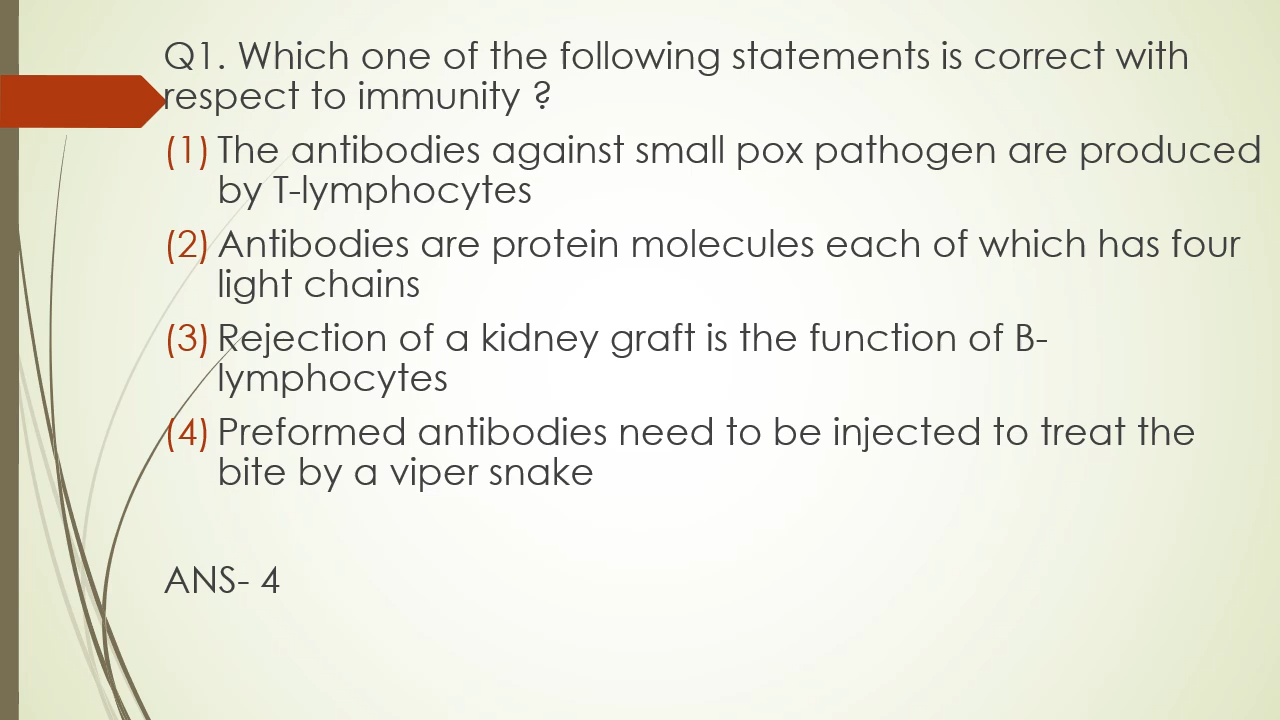 Q1. Which one of the following statements is correct with
respect to immunity ?
(1) The antibodies against small pox pathogen are produced
by T-lymphocytes
(2) Antibodies are protein molecules each of which has four
light chains
(3) Rejection of a kidney graft is the function of B-
lymphocytes
(4) Preformed antibodies need to be injected to treat the
bite by a viper snake
ANS- 4